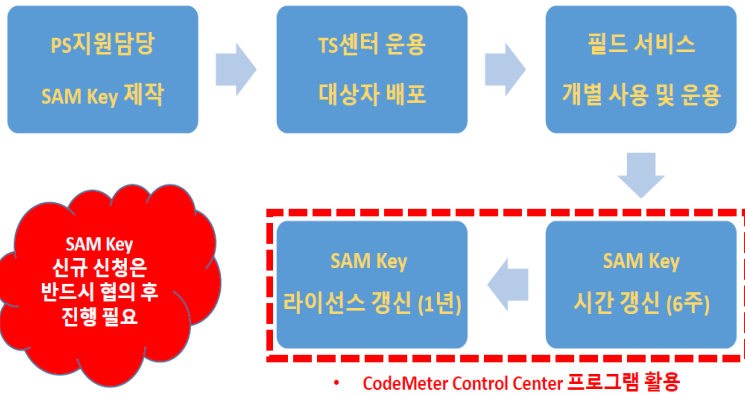 PS지원담당
SAM Key 제작
TS센터 운용
대상자 배포
필드 서비스
개별 사용 및 운용
SAM Key
신규 신청은
반드시 협의 후
진행 필요
SAM Key
라이선스 갱신 (1년)
SAM Key
시간 갱신 (6주)
• CodeMeter Control Center 프로그램 활용